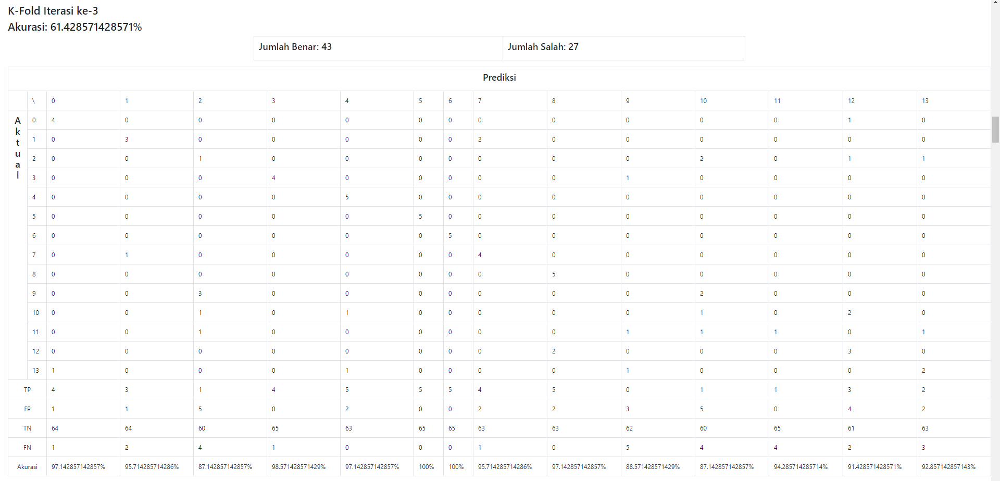 K-Fold Iterasi ke-3
Akurasi: 61.428571428571%
Jumlah Benar: 43 Jumlah Salah: 27
Prediksi
\ 0 1 2 3 4 5 6 7 8 9 10 11 12 13
Aktual
0 4 0 0 0 0 0 0 0 0 0 0 0 1 0
1 0 3 0 0 0 0 0 2 0 0 0 0 0 0
2 0 0 1 0 0 0 0 0 0 0 2 0 1 1
3 0 0 0 4 0 0 0 0 0 1 0 0 0 0
4 0 0 0 0 5 0 0 0 0 0 0 0 0 0
5 0 0 0 0 0 5 0 0 0 0 0 0 0 0
6 0 0 0 0 0 0 5 0 0 0 0 0 0 0
7 0 1 0 0 0 0 0 4 0 0 0 0 0 0
8 0 0 0 0 0 0 0 0 5 0 0 0 0 0
9 0 0 3 0 0 0 0 0 0 0 2 0 0 0
10 0 0 1 0 1 0 0 0 0 0 1 0 2 0
11 0 0 1 0 0 0 0 0 0 1 1 1 0 1
12 0 0 0 0 0 0 0 0 2 0 0 0 3 0
13 1 0 0 0 1 0 0 0 0 1 0 0 0 2
TP 4 3 1 4 5 5 5 4 5 0 1 1 3 2
FP 1 1 5 0 2 0 0 2 2 3 5 0 4 2
TN 64 64 60 65 63 65 65 63 63 62 60 65 61 63
FN 1 2 4 1 0 0 0 1 0 5 4 4 2 3
Akurasi 97.142857142857% 95.714285714286% 87.142857142857% 98.571428571429% 97.142857142857% 100% 100% 95.714285714286% 97.142857142857% 88.571428571429% 87.142857142857% 94.285714285714% 91.428571428571% 92.857142857143%